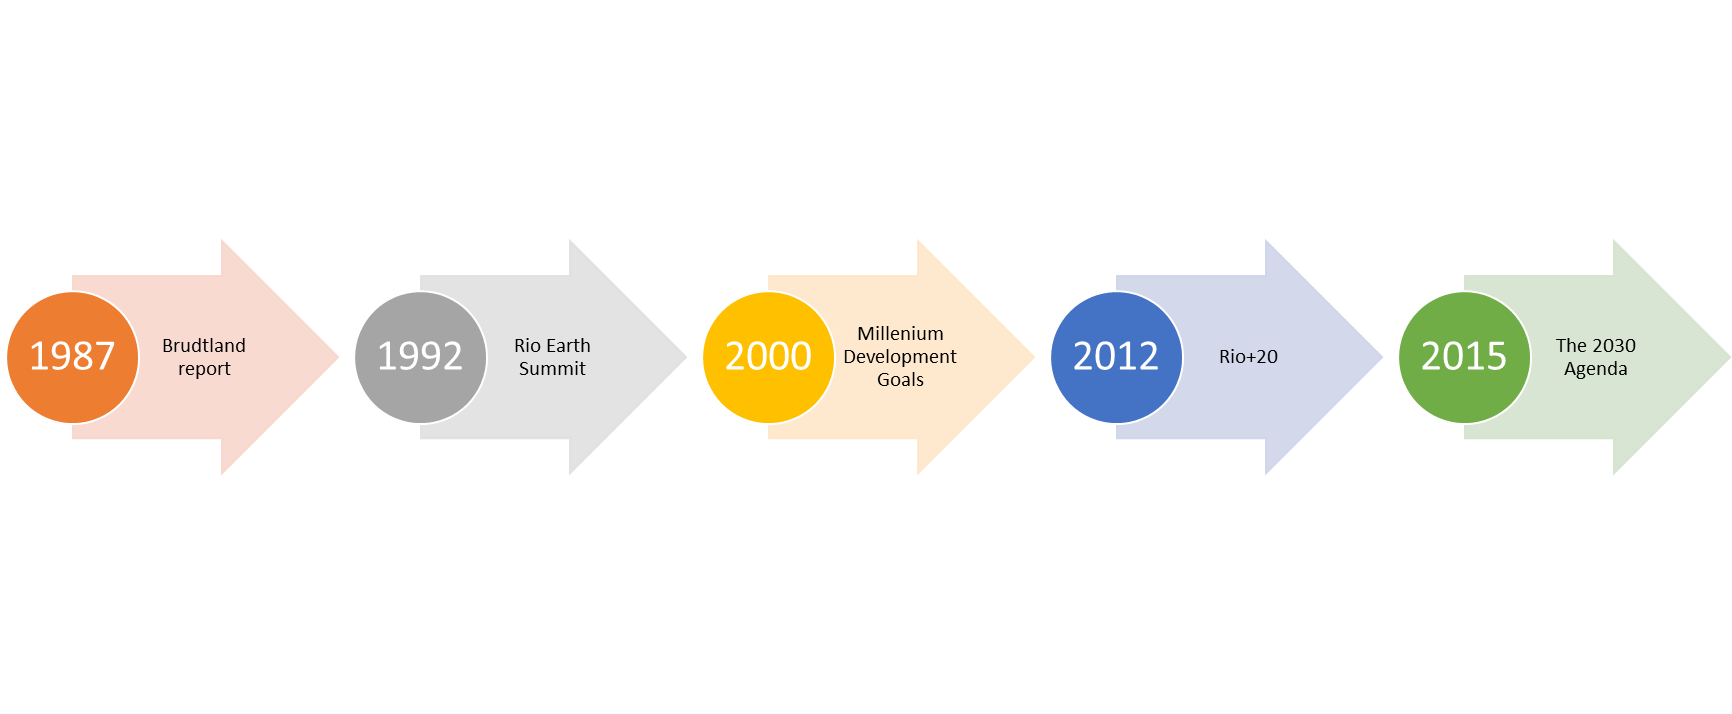 1987
Brudtland
report
1992
Rio Earth
Summit
2000
Millenium
Development
Goals
2012
Rio+20
2015
The 2030
Agenda